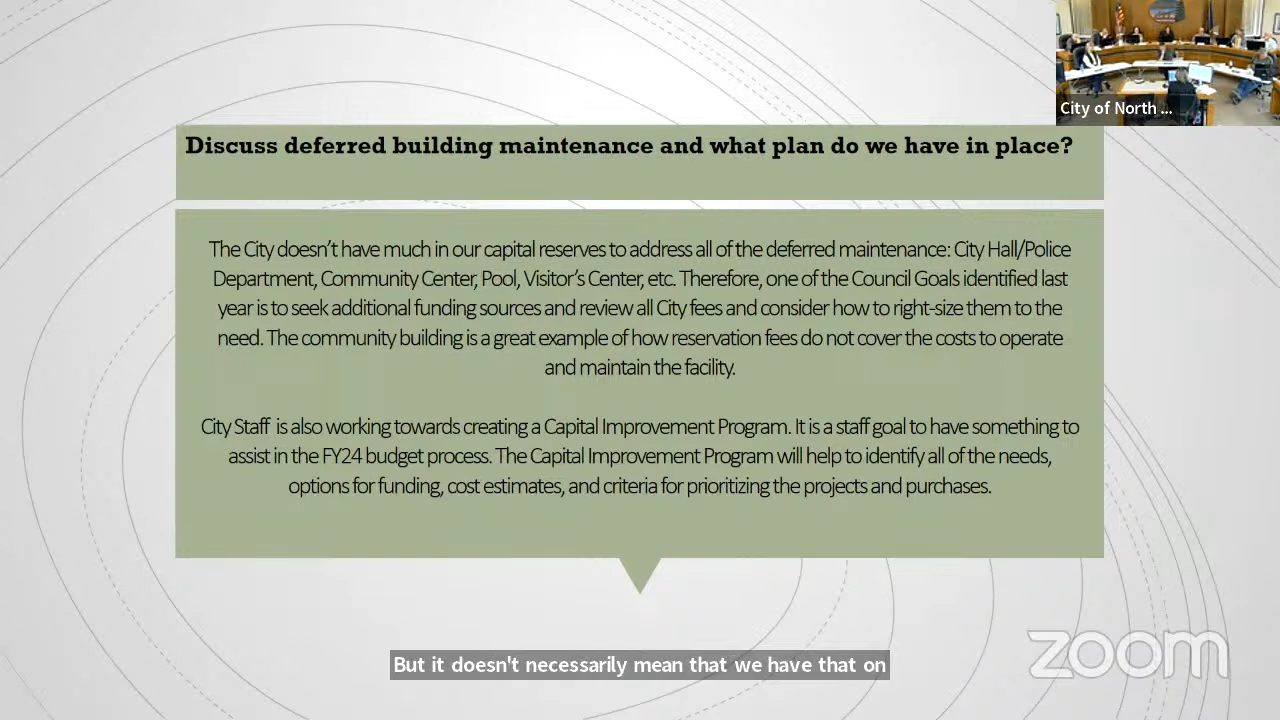 City of North ...
Discuss deferred building maintenance and what plan do we have in place?
The City doesn't have much in our capital reserves to address all of the deferred maintenance: City Hall/Police
Department, Community Center, Pool, Visitor's Center, etc. Therefore, one of the Council Goals identified last
year is to seek additional funding sources and review all City fees and consider how to right-size them to the
need. The community building is a great example of how reservation fees do not cover the costs to operate
and maintain the facility.
City Staff is also working towards creating a Capital Improvement Program. It is a staff goal to have something to
assist in the FY24 budget process. The Capital Improvement Program will help to identify all of the needs,
options for funding, cost estimates, and criteria for prioritizing the projects and purchases.
zoom
But it doesn't necessarily mean that we have that on